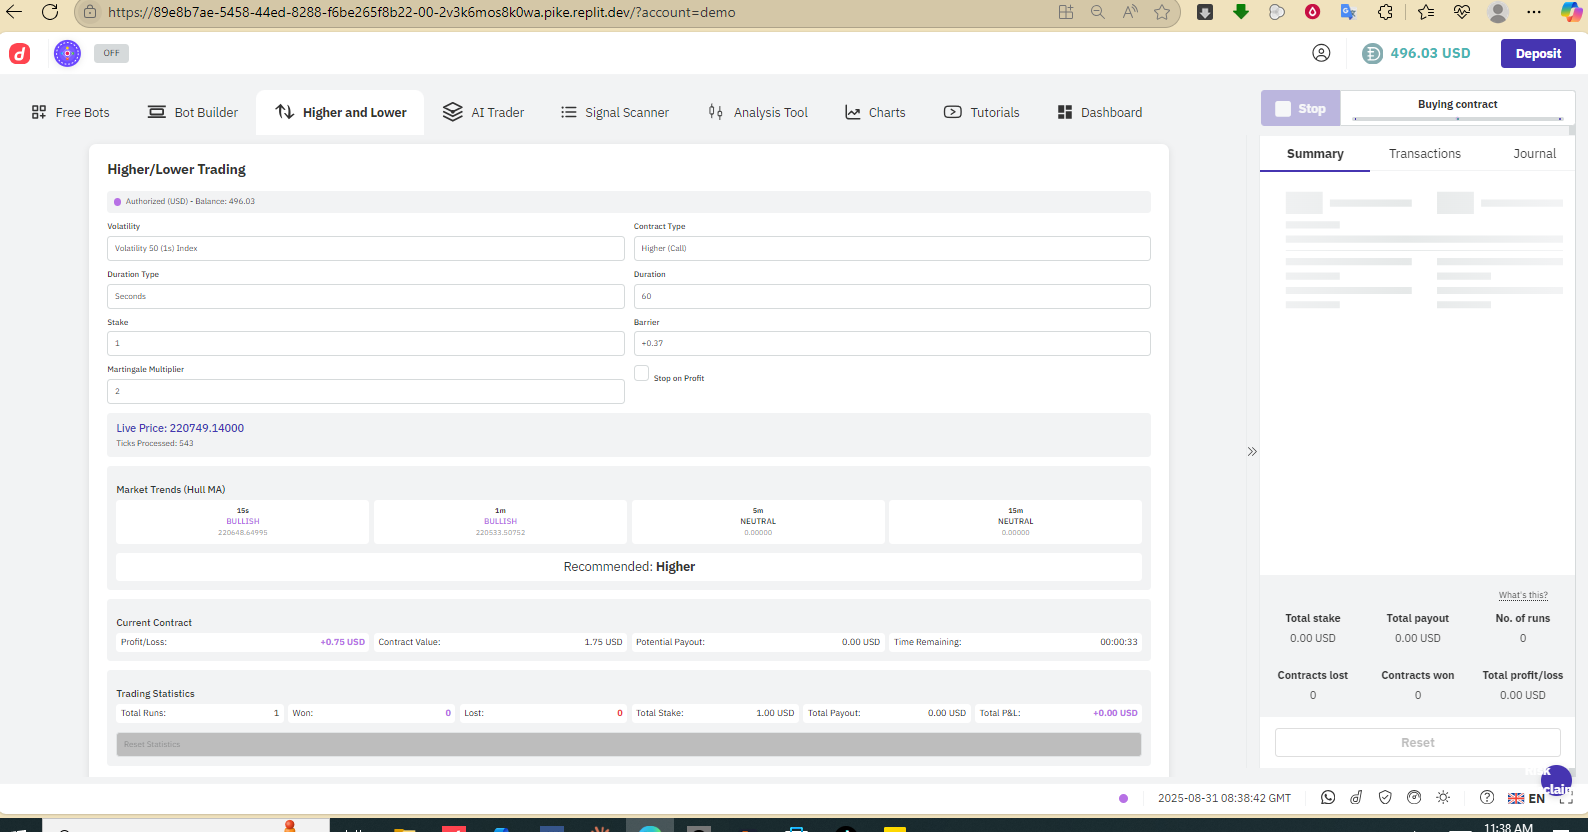 https://89e8b7ae-5458-44ed-8288-f6be265f8b22-00-2v3k6mos8k0wa.pike.replit.dev/?account=demo
OFF
496.03 USD
Deposit
Free Bots
Bot Builder
Higher and Lower
AI Trader
Signal Scanner
Analysis Tool
Charts
Tutorials
Dashboard
Stop
Buying contract
Summary
Transactions
Journal
Higher/Lower Trading
Authorized (USD) - Balance: 496.03
Volatility
Contract Type
Volatility 50 (1s) Index
Higher (Call)
Duration Type
Duration
Seconds
60
Stake
Barrier
1
+0.37
Martingale Multiplier
Stop on Profit
2
Live Price: 220749.14000
Ticks Processed: 543
Market Trends (Hull MA)
15s
BULLISH
220648.64995
1m
BULLISH
220533.50752
5m
NEUTRAL
0.00000
15m
NEUTRAL
0.00000
Recommended: Higher
Current Contract
Profit/Loss: +0.75 USD
Contract Value: 1.75 USD
Potential Payout: 0.00 USD
Time Remaining: 00:00:33
Trading Statistics
Total Runs: 1
Won: 0
Lost: 0
Total Stake: 1.00 USD
Total Payout: 0.00 USD
Total P&L: +0.00 USD
Reset Statistics
What's this?
Total stake
Total payout
No. of runs
0.00 USD
0.00 USD
0
Contracts lost
Contracts won
Total profit/loss
0
0
0.00 USD
Reset
2025-08-31 08:38:42 GMT
EN
11:38 AM